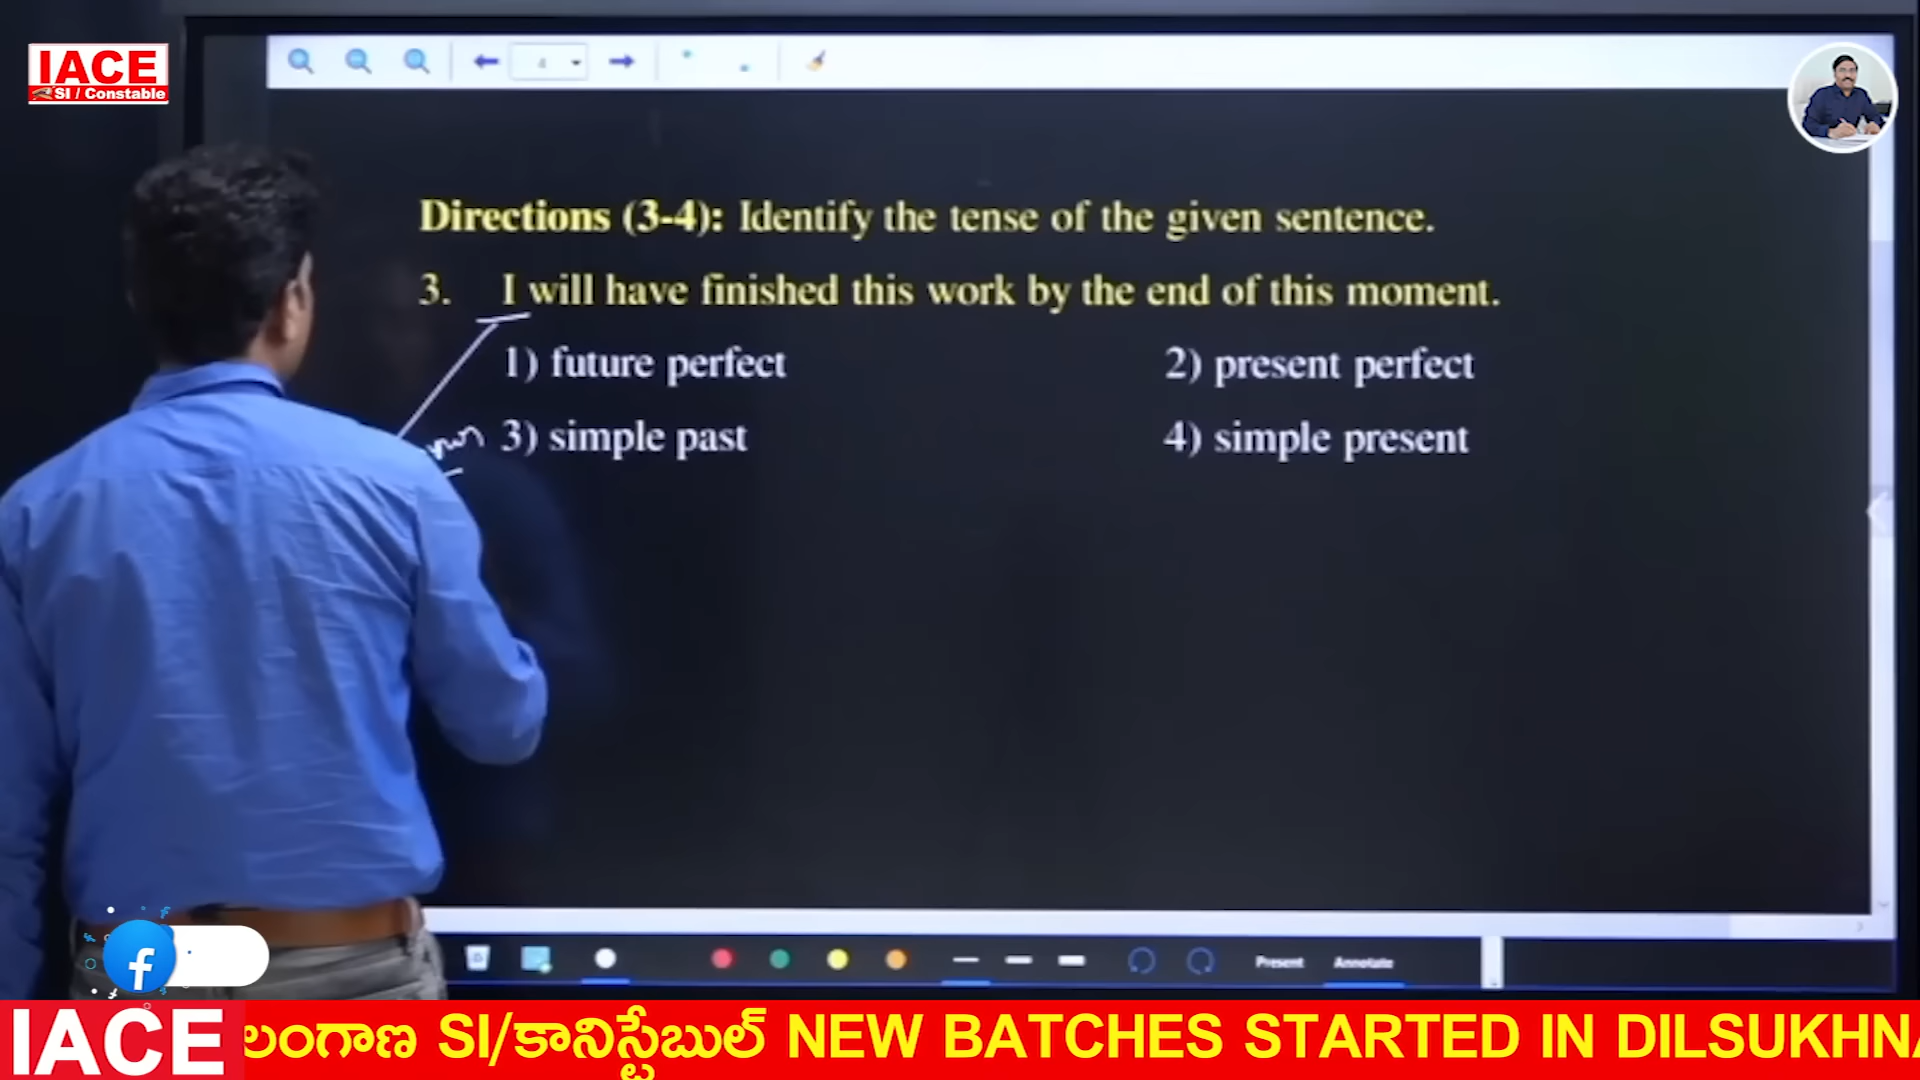 IACE
SI / Constable
4
Directions (3-4): Identify the tense of the given sentence.
3. I will have finished this work by the end of this moment.
1) future perfect
2) present perfect
3) simple past
4) simple present
Present
Annotate
f
IACE
లంగాణ SI/కానిస్టేబుల్ NEW BATCHES STARTED IN DILSUKHNA